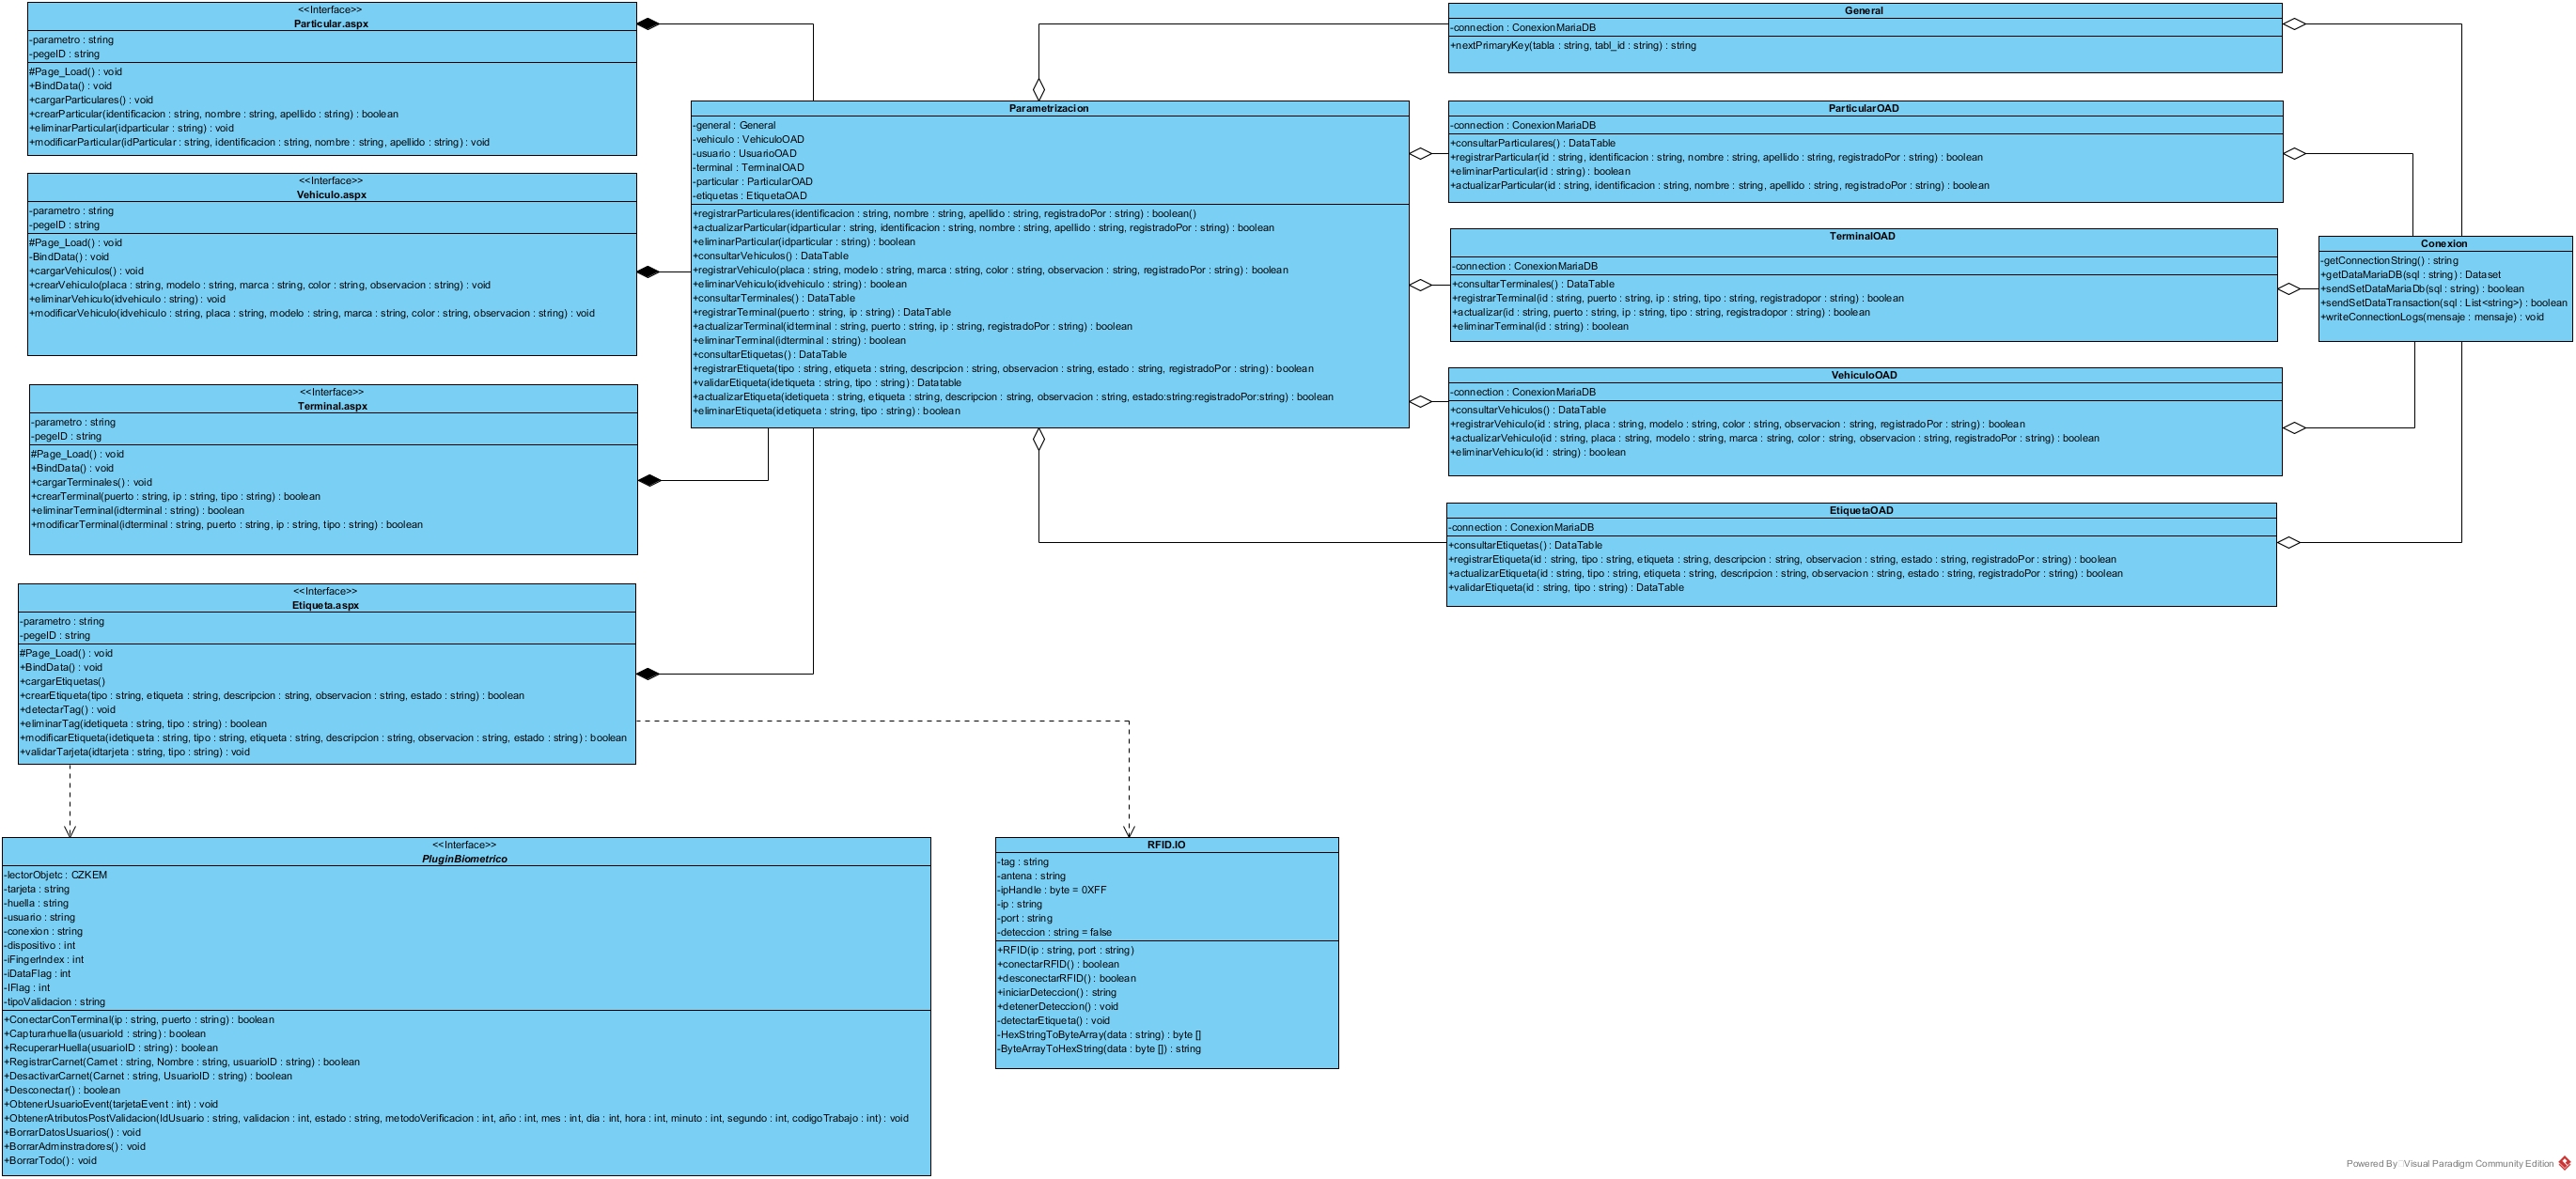 <<Interface>>
Particular.aspx
-parametro : string
-pegeID : string
#Page_Load() : void
+BindData() : void
+cargarParticulares() : void
+crearParticular(identificacion : string, nombre : string, apellido : string) : boolean
+eliminarParticular(idparticular : string) : void
+modificarParticular(idParticular : string, identificacion : string, nombre : string, apellido : string) : void
<<Interface>>
Vehiculo.aspx
-parametro : string
-pegeID : string
#Page_Load() : void
-BindData() : void
+cargarVehiculos() : void
+crearVehiculo(placa : string, modelo : string, marca : string, color : string, observacion : string) : void
+eliminarVehiculo(idvehiculo : string) : void
+modificarVehiculo(idvehiculo : string, placa : string, modelo : string, marca : string, color : string, observacion : string) : void
<<Interface>>
Terminal.aspx
-parametro : string
-pegeID : string
#Page_Load() : void
+BindData() : void
+cargarTerminales() : void
+crearTerminal(puerto : string, ip : string, tipo : string) : boolean
+eliminarTerminal(idterminal : string) : boolean
+modificarTerminal(idterminal : string, puerto : string, ip : string, tipo : string) : boolean
<<Interface>>
Etiqueta.aspx
-parametro : string
-pegeID : string
#Page_Load() : void
+BindData() : void
+cargarEtiquetas()
+crearEtiqueta(tipo : string, etiqueta : string, descripcion : string, observacion : string, estado : string) : boolean
+detectarTag() : void
+eliminarTag(idetiqueta : string, tipo : string) : boolean
+modificarEtiqueta(idetiqueta : string, tipo : string, etiqueta : string, descripcion : string, observacion : string, estado : string) : boolean
+validarTarjeta(idtarjeta : string, tipo : string) : void
Parametrizacion
-general : General
-vehiculo : VehiculoOAD
-usuario : UsuarioOAD
-terminal : TerminalOAD
-particular : ParticularOAD
-etiquetas : EtiquetaOAD
+registrarParticulares(identificacion : string, nombre : string, apellido : string, registradoPor : string) : boolean()
+actualizarParticular(idparticular : string, identificacion : string, nombre : string, apellido : string, registradoPor : string) : boolean
+eliminarParticular(idparticular : string) : boolean
+consultarVehiculos() : DataTable
+registrarVehiculo(placa : string, modelo : string, marca : string, color : string, observacion : string, registradoPor : string) : boolean
+eliminarVehiculo(idvehiculo : string) : boolean
+consultarTerminales() : DataTable
+registrarTerminal(puerto : string, ip : string) : DataTable
+actualizarTerminal(idterminal : string, puerto : string, ip : string, registradoPor : string) : boolean
+eliminarTerminal(idterminal : string) : boolean
+consultarEtiquetas() : DataTable
+registrarEtiqueta(tipo : string, etiqueta : string, descripcion : string, observacion : string, estado : string, registradoPor : string) : boolean
+validarEtiqueta(idetiqueta : string, tipo : string) : Datatable
+actualizarEtiqueta(idetiqueta : string, etiqueta : string, descripcion : string, observacion : string, estado:string:registradoPor:string) : boolean
+eliminarEtiqueta(idetiqueta : string, tipo : string) : boolean
General
-connection : ConexionMariaDB
+nextPrimaryKey(tabla : string, tabl_id : string) : string
ParticularOAD
-connection : ConexionMariaDB
+consultarParticulares() : DataTable
+registrarParticular(id : string, identificacion : string, nombre : string, apellido : string, registradoPor : string) : boolean
+eliminarParticular(id : string) : boolean
+actualizarParticular(id : string, identificacion : string, nombre : string, apellido : string, registradoPor : string) : boolean
TerminalOAD
-connection : ConexionMariaDB
+consultarTerminales() : DataTable
+registrarTerminal(id : string, puerto : string, ip : string, tipo : string, registradopor : string) : boolean
+actualizar(id : string, puerto : string, ip : string, tipo : string, registradopor : string) : boolean
+eliminarTerminal(id : string) : boolean
VehiculoOAD
-connection : ConexionMariaDB
+consultarVehiculos() : DataTable
+registrarVehiculo(id : string, placa : string, modelo : string, color : string, observacion : string, registradoPor : string) : boolean
+actualizarVehiculo(id : string, placa : string, modelo : string, marca : string, color : string, observacion : string, registradoPor : string) : boolean
+eliminarVehiculo(id : string) : boolean
EtiquetaOAD
-connection : ConexionMariaDB
+consultarEtiquetas() : DataTable
+registrarEtiqueta(id : string, tipo : string, etiqueta : string, descripcion : string, observacion : string, estado : string, registradoPor : string) : boolean
+actualizarEtiqueta(id : string, tipo : string, etiqueta : string, descripcion : string, observacion : string, estado : string, registradoPor : string) : boolean
+validarEtiqueta(id : string, tipo : string) : DataTable
Conexion
-getConnectionString() : string
+getDataMariaDB(sql : string) : Dataset
+sendSetDataMariaDb(sql : string) : boolean
+sendSetDataTransaction(sql : List<string>) : boolean
+writeConnectionLogs(mensaje : mensaje) : void
<<Interface>>
PluginBiometrico
-lectorObjetc : CZKEM
-tarjeta : string
-huella : string
-usuario : string
-conexion : string
-dispositivo : int
-iFingerIndex : int
-iDataFlag : int
-IFlag : int
-tipoValidacion : string
+ConectarConTerminal(ip : string, puerto : string) : boolean
+Capturarhuella(usuarioId : string) : boolean
+RecuperarHuella(usuarioID : string) : boolean
+RegistrarCarnet(Carnet : string, Nombre : string, usuarioID : string) : boolean
+DesactivarCarnet(Carnet : string, UsuarioID : string) : boolean
+Desconectar() : boolean
+ObtenerUsuarioEvent(tarjetaEvent : int) : void
+ObtenerAtributosPostValidacion(IdUsuario : string, validacion : int, estado : string, metodoVerificacion : int, año : int, mes : int, dia : int, hora : int, minuto : int, segundo : int, codigoTrabajo : int) : void
+BorrarDatosUsuarios() : void
+BorrarAdminstradores() : void
+BorrarTodo() : void
RFID.IO
-tag : string
-antena : string
-ipHandle : byte = 0XFF
-ip : string
-port : string
-deteccion : string = false
+RFID(ip : string, port : string)
+conectarRFID() : boolean
+desconectarRFID() : boolean
+iniciarDeteccion() : string
+detenerDeteccion() : void
-detectarEtiqueta() : void
-HexStringToByteArray(data : string) : byte []
-ByteArrayToHexString(data : byte []) : string
Powered By Visual Paradigm Community Edition